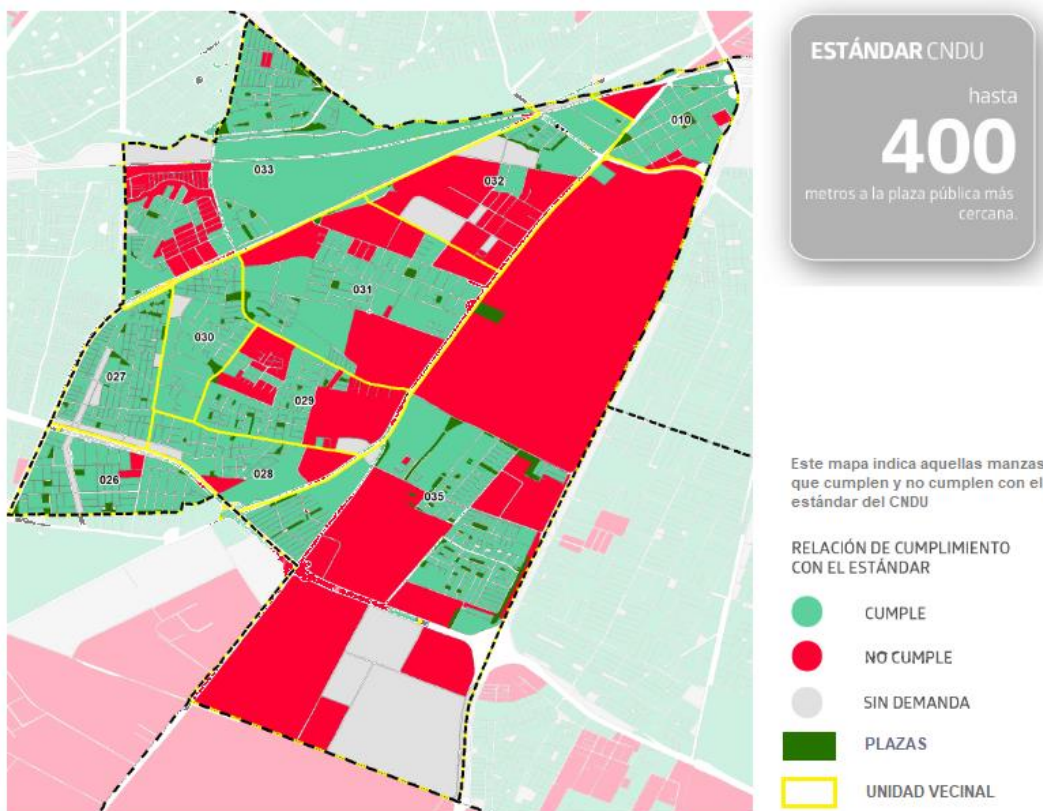 ESTÁNDAR CNDU
hasta
400
metros a la plaza pública más
cercana.
010
033
032
031
030
027
029
028
026
035
Este mapa indica aquellas manzas
que cumplen y no cumplen con el
estándar del CNDU
RELACIÓN DE CUMPLIMIENTO
CON EL ESTÁNDAR
CUMPLE
NO CUMPLE
SIN DEMANDA
PLAZAS
UNIDAD VECINAL